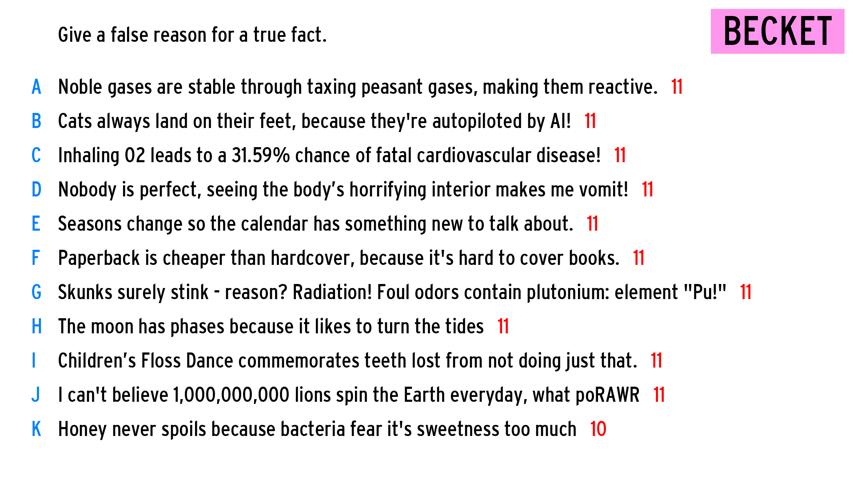 Give a false reason for a true fact.
BECKET
A Noble gases are stable through taxing peasant gases, making them reactive. 11
B Cats always land on their feet, because they're autopiloted by AI! 11
C Inhaling O2 leads to a 31.59% chance of fatal cardiovascular disease! 11
D Nobody is perfect, seeing the body’s horrifying interior makes me vomit! 11
E Seasons change so the calendar has something new to talk about. 11
F Paperback is cheaper than hardcover, because it's hard to cover books. 11
G Skunks surely stink - reason? Radiation! Foul odors contain plutonium: element "Pu!" 11
H The moon has phases because it likes to turn the tides 11
I Children’s Floss Dance commemorates teeth lost from not doing just that. 11
J I can't believe 1,000,000,000 lions spin the Earth everyday, what poRAWR 11
K Honey never spoils because bacteria fear it's sweetness too much 10